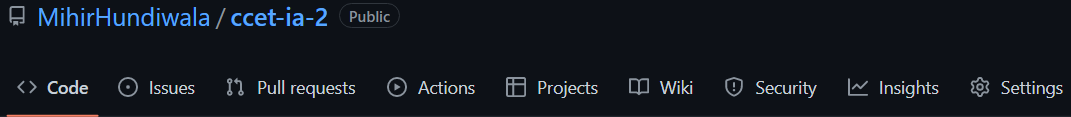 MihirHundiwala / ccet-ia-2 Public
Code Issues Pull requests Actions Projects Wiki Security Insights Settings